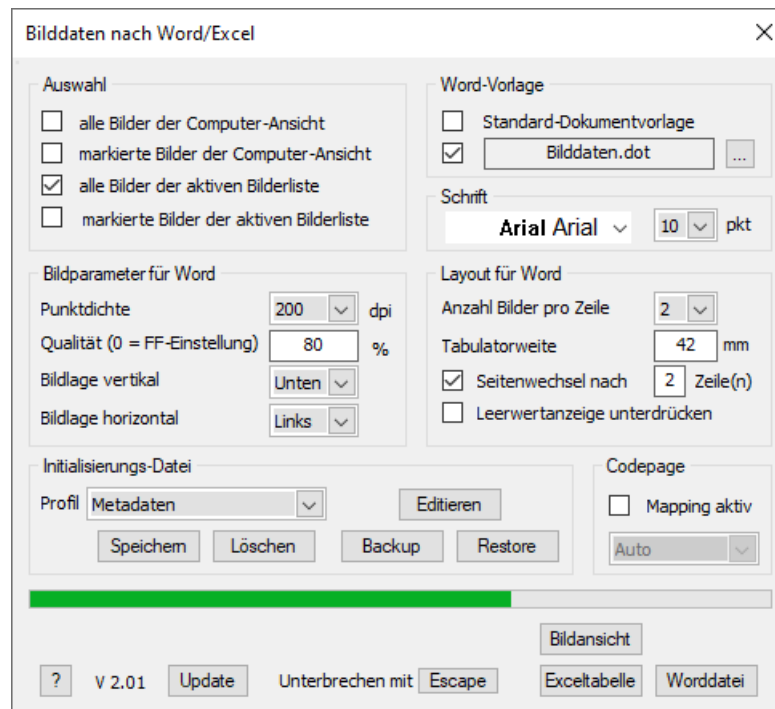 Bilddaten nach Word/Excel
Auswahl
alle Bilder der Computer-Ansicht
markierte Bilder der Computer-Ansicht
alle Bilder der aktiven Bilderliste
markierte Bilder der aktiven Bilderliste
Word-Vorlage
Standard-Dokumentvorlage
Bilddaten.dot ...
Schrift
Arial Arial 10 pkt
Bildparameter für Word
Punktdichte 200 dpi
Qualität (0 = FF-Einstellung) 80 %
Bildlage vertikal Unten
Bildlage horizontal Links
Layout für Word
Anzahl Bilder pro Zeile 2
Tabulatorweite 42 mm
Seitenwechsel nach 2 Zeile(n)
Leerwertanzeige unterdrücken
Initialisierungs-Datei
Profil Metadaten Editieren
Speichern Löschen Backup Restore
Codepage
Mapping aktiv
Auto
Bildansicht
? V 2.01 Update Unterbrechen mit Escape Exceltabelle Worddatei